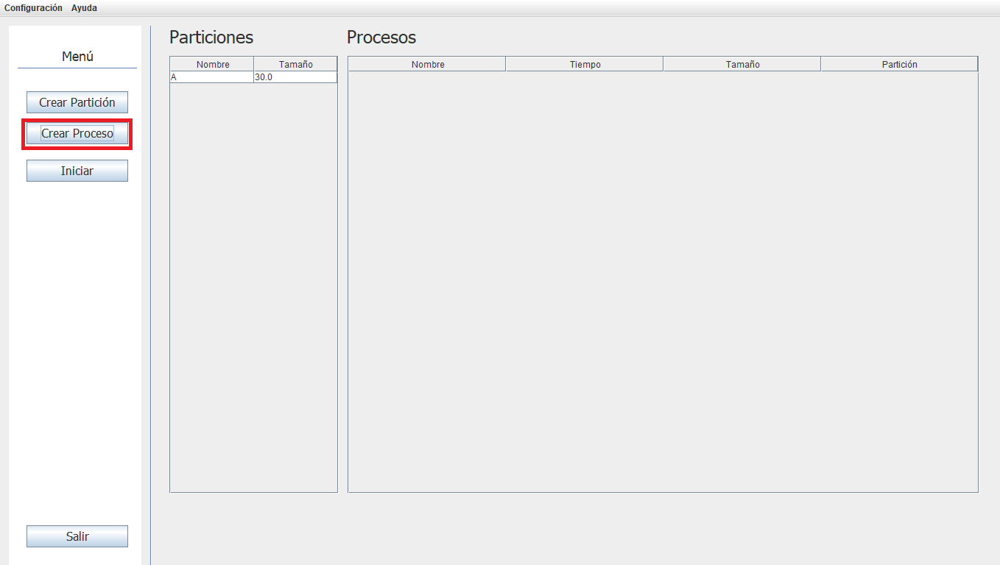 Configuración Ayuda
Menú
Crear Partición
Crear Proceso
Iniciar
Salir
Particiones
Nombre Tamaño
A 30.0
Procesos
Nombre Tiempo Tamaño Partición